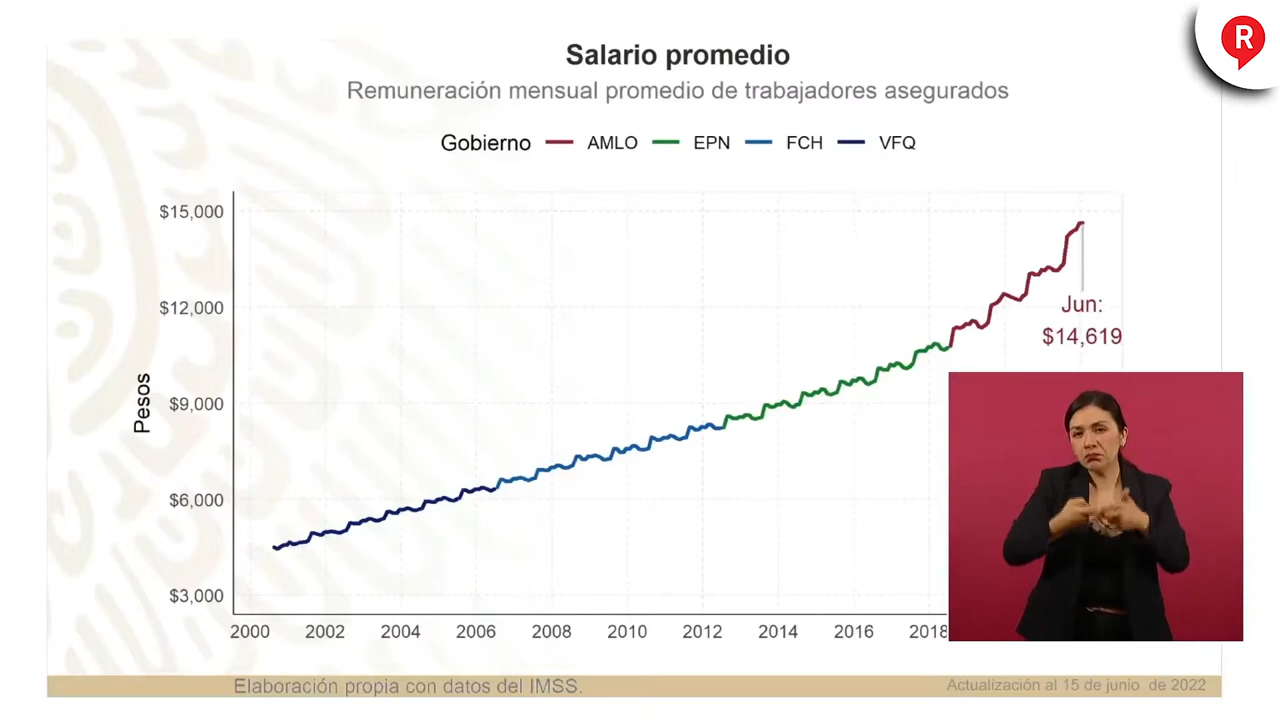 R
Salario promedio
Remuneración mensual promedio de trabajadores asegurados
Gobierno AMLO EPN FCH VFQ
$15,000
$12,000
$9,000
$6,000
$3,000
Pesos
Jun:
$14,619
2000 2002 2004 2006 2008 2010 2012 2014 2016 2018
Elaboración propia con datos del IMSS.
Actualización al 15 de junio de 2022